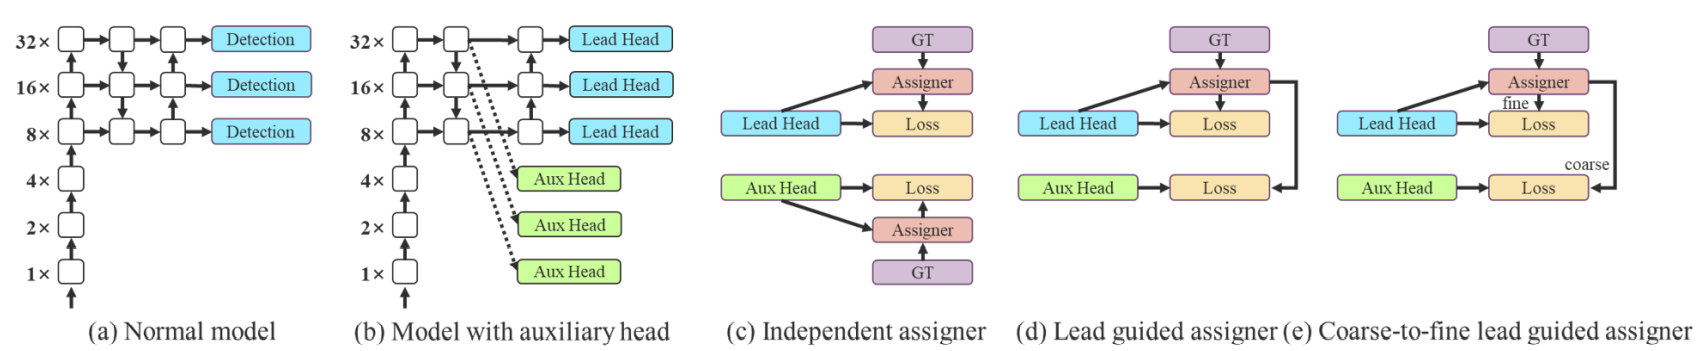 32×
Detection
16×
Detection
8×
Detection
4×
2×
1×
(a) Normal model
32×
Lead Head
16×
Lead Head
8×
Lead Head
4×
Aux Head
2×
Aux Head
1×
Aux Head
(b) Model with auxiliary head
GT
Assigner
Lead Head
Loss
Aux Head
Loss
Assigner
GT
(c) Independent assigner
GT
Assigner
Lead Head
Loss
Aux Head
Loss
(d) Lead guided assigner
GT
Assigner
fine
Lead Head
Loss
coarse
Aux Head
Loss
(e) Coarse-to-fine lead guided assigner